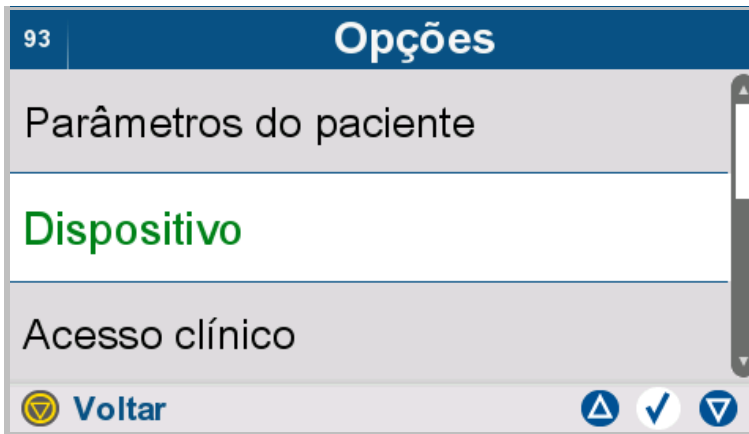 93
Opções
Parâmetros do paciente
Dispositivo
Acesso clínico
Voltar